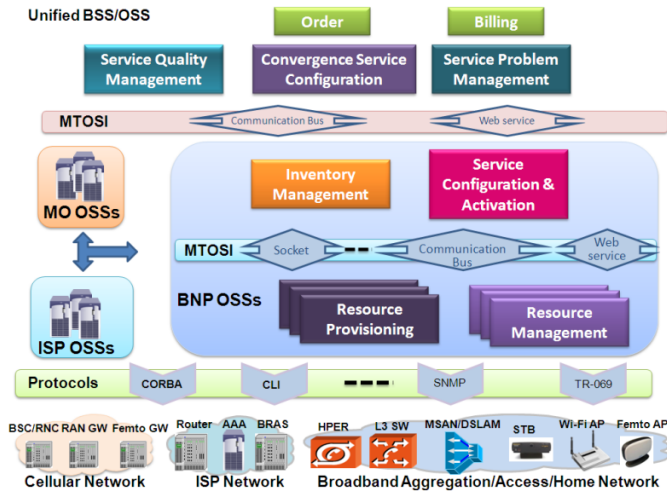 Unified BSS/OSS
Order
Billing
Service Quality
Management
Convergence Service
Configuration
Service Problem
Management
MTOSI
Communication Bus
Web service
MO OSSs
Inventory
Management
Service
Configuration &
Activation
MTOSI
Socket
Communication
Bus
Web
service
BNP OSSs
ISP OSSs
Resource
Provisioning
Resource
Management
Protocols
CORBA
CLI
SNMP
TR-069
BSC/RNC RAN GW Femto GW
Router AAA BRAS
HPER L3 SW MSAN/DSLAM STB Wi-Fi AP Femto AP
Cellular Network
ISP Network
Broadband Aggregation/Access/Home Network